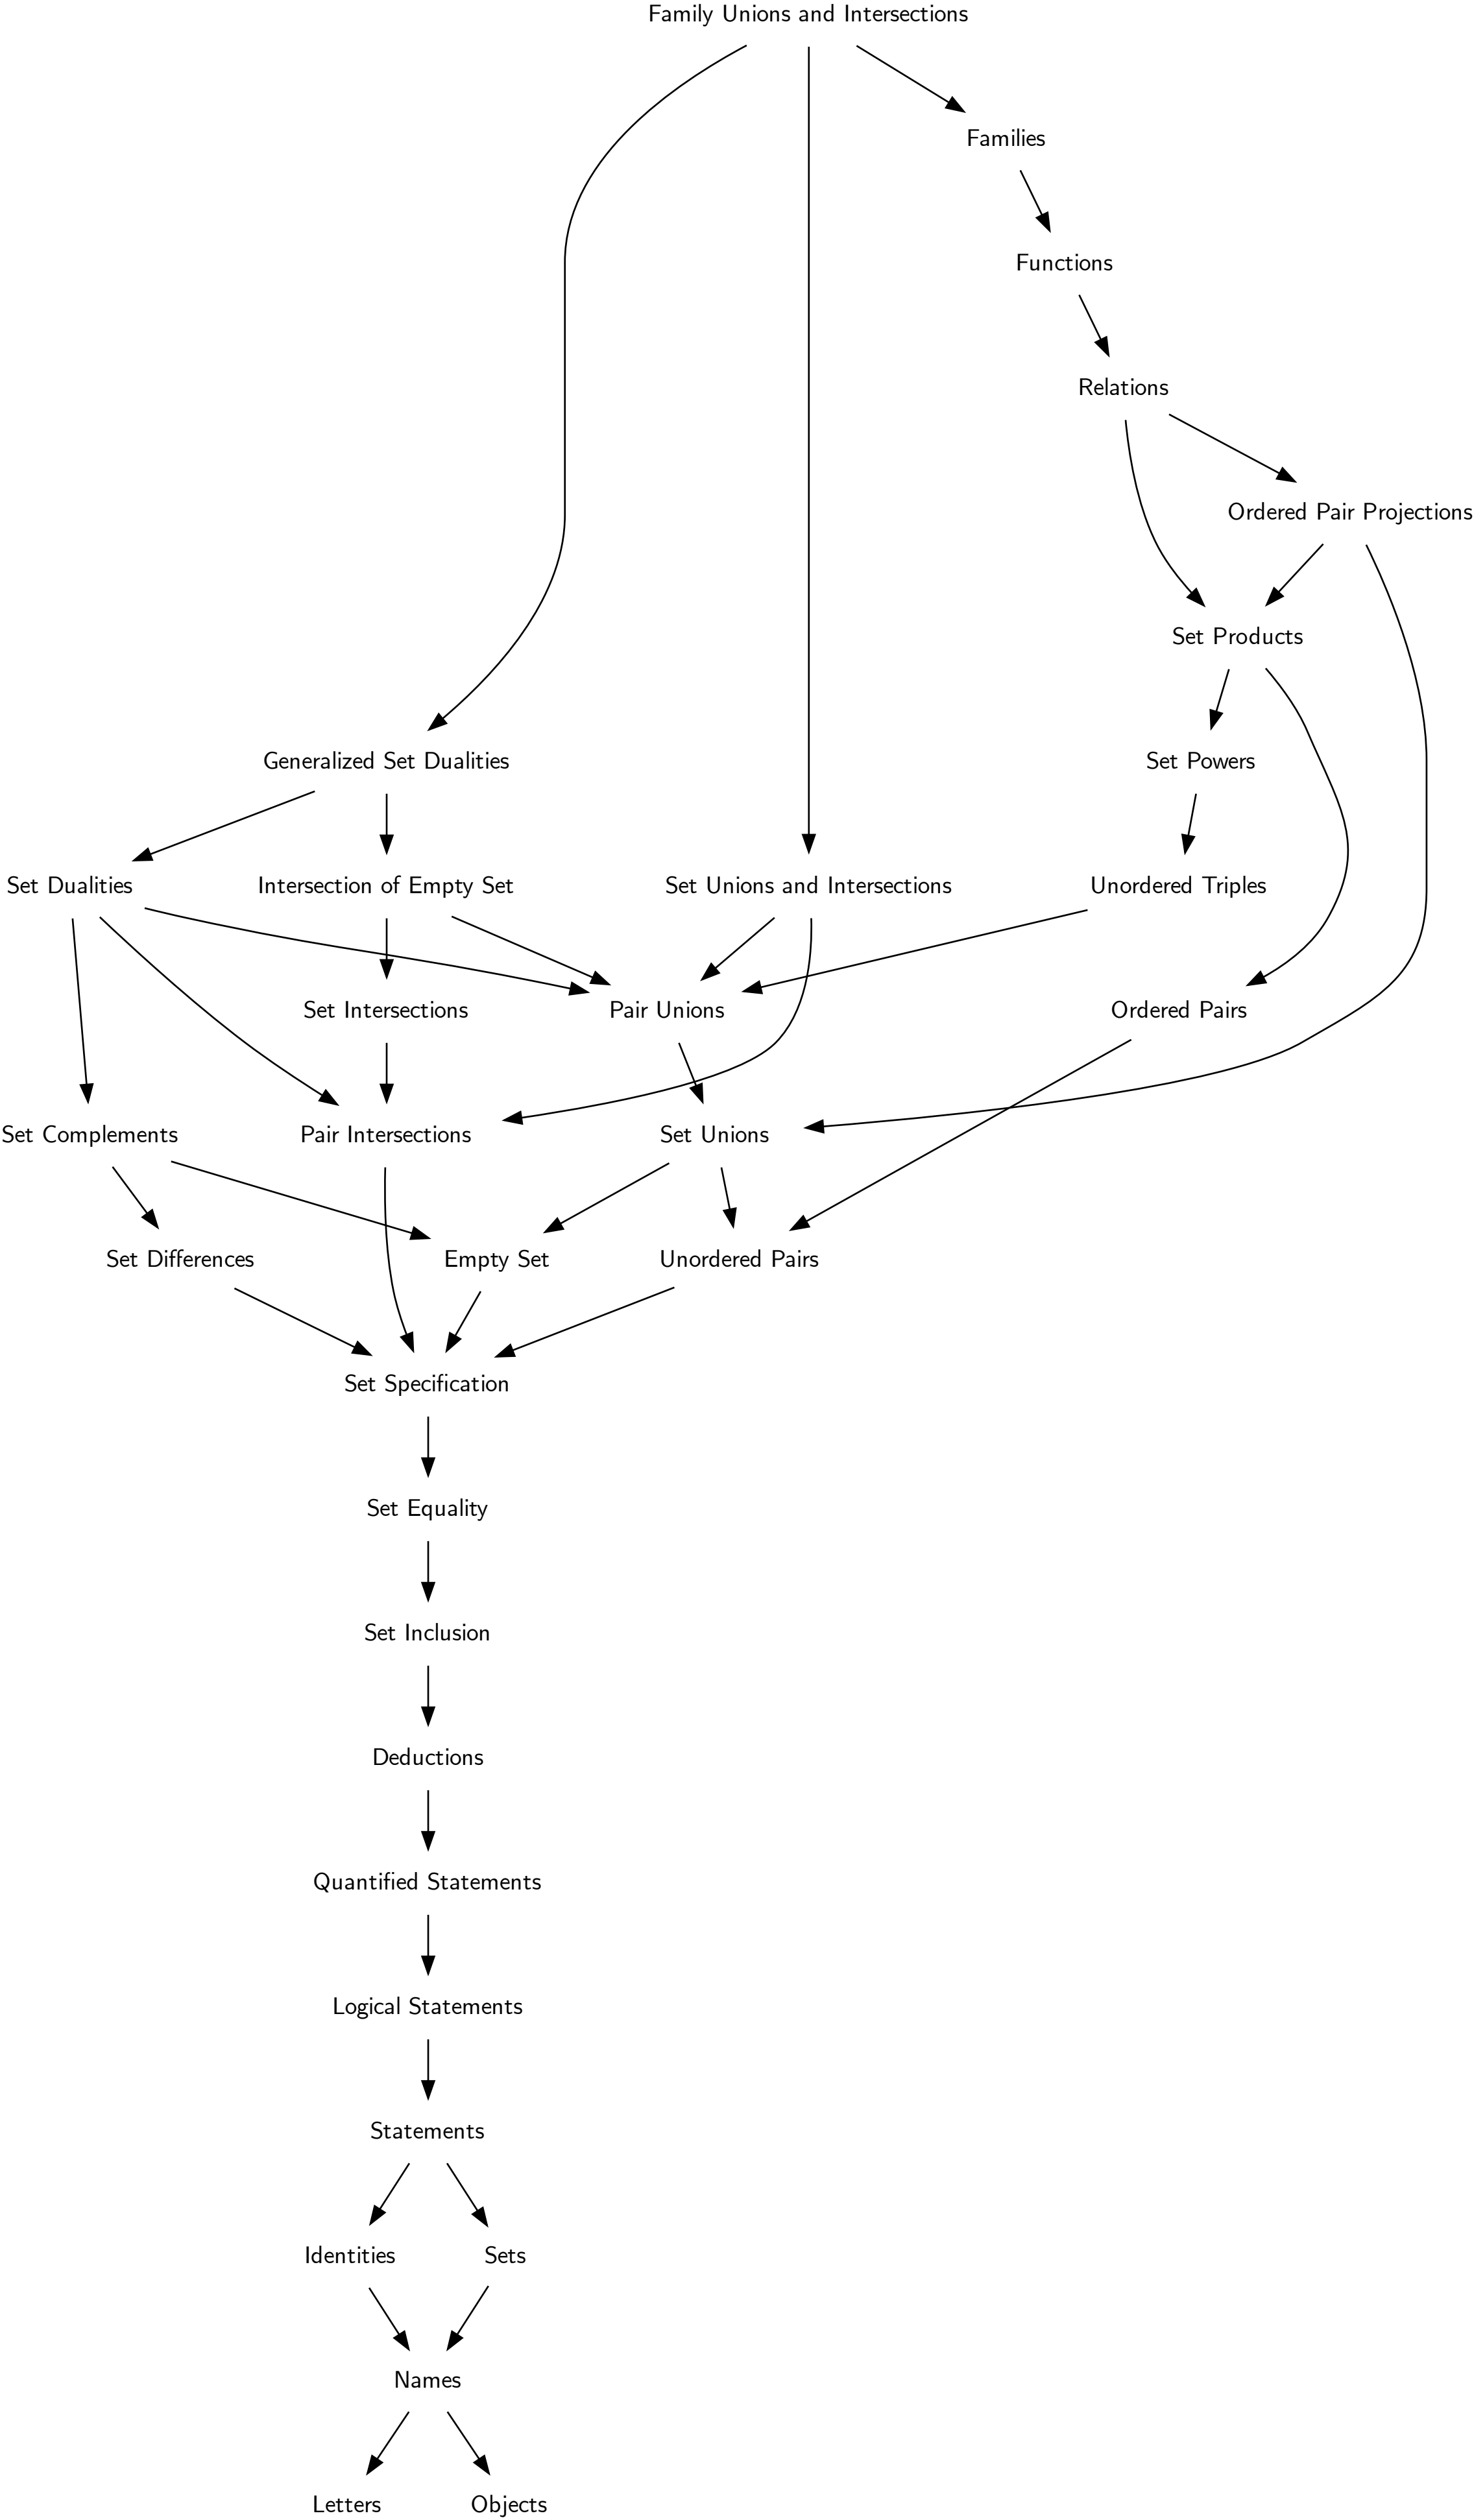 Family Unions and Intersections
Families
Functions
Relations
Ordered Pair Projections
Set Products
Generalized Set Dualities
Set Powers
Set Dualities
Intersection of Empty Set
Set Unions and Intersections
Unordered Triples
Set Intersections
Pair Unions
Ordered Pairs
Set Complements
Pair Intersections
Set Unions
Set Differences
Empty Set
Unordered Pairs
Set Specification
Set Equality
Set Inclusion
Deductions
Quantified Statements
Logical Statements
Statements
Identities
Sets
Names
Letters
Objects